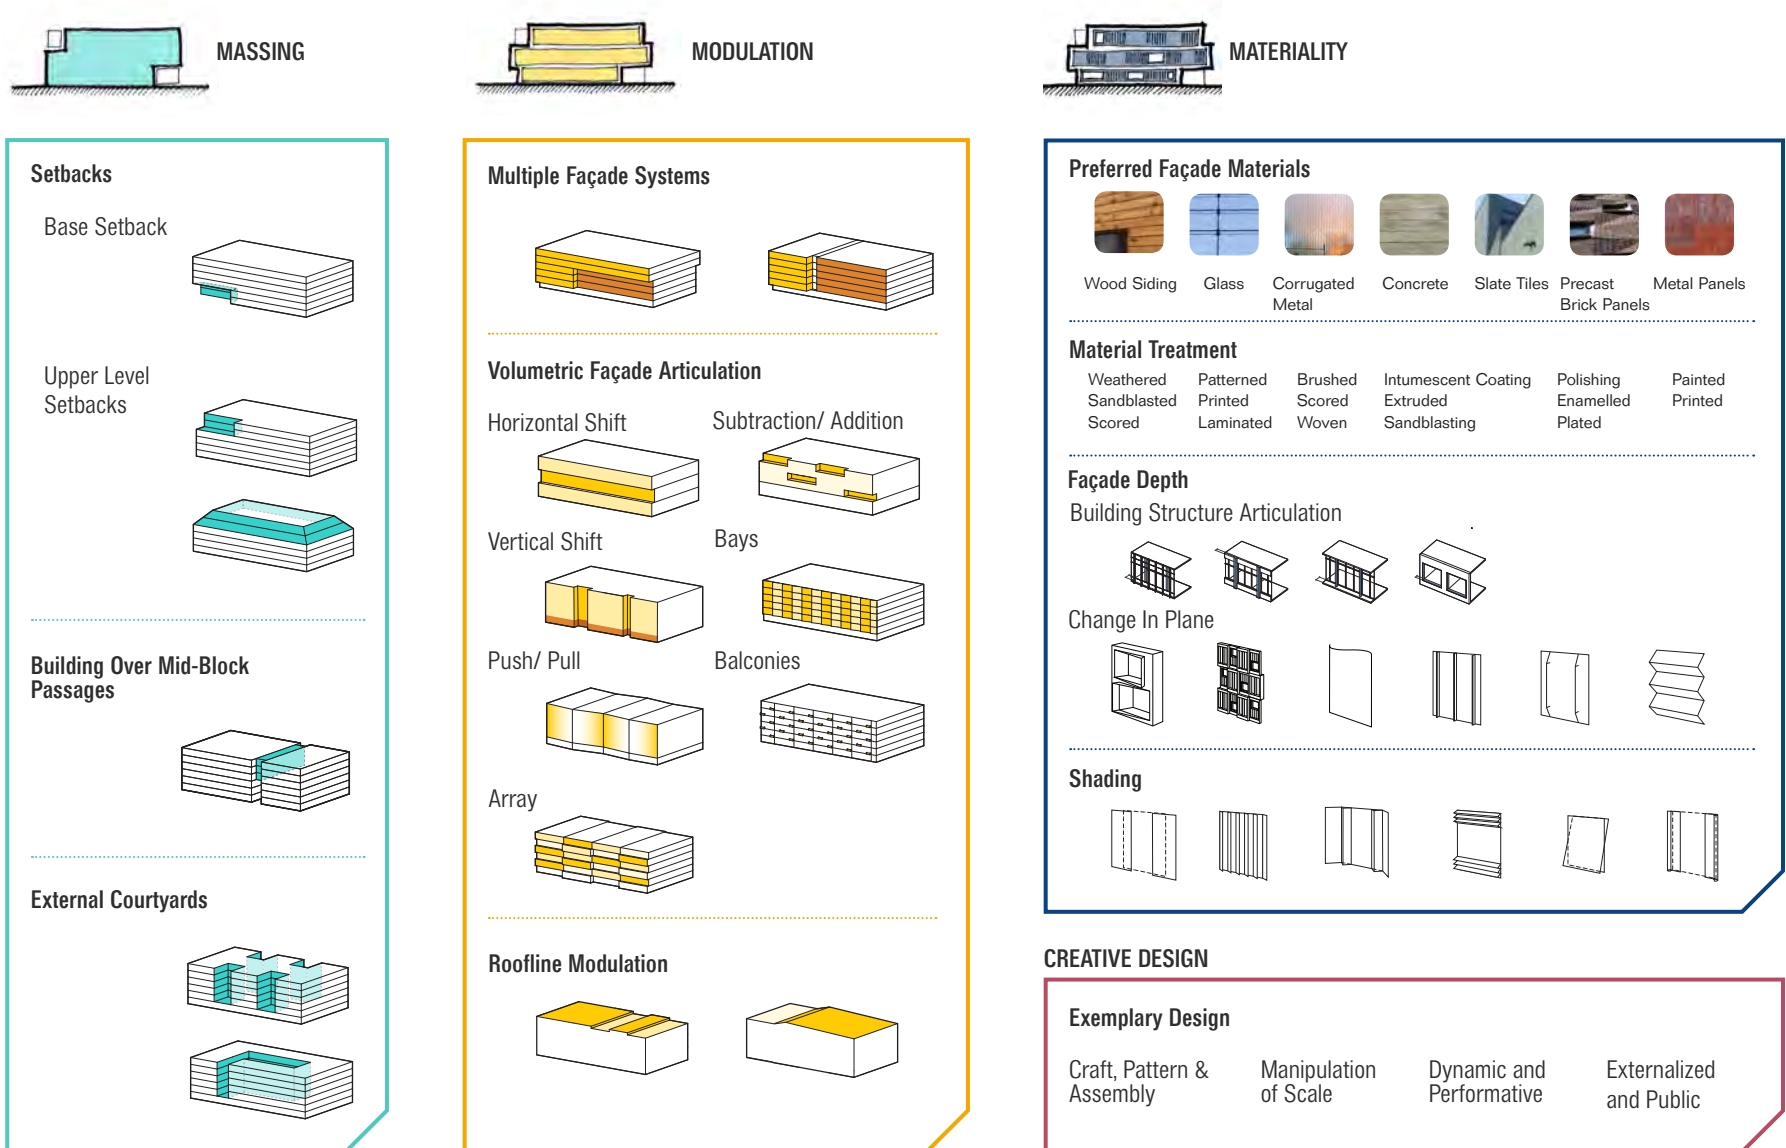 MASSING
Setbacks
Base Setback
Upper Level
Setbacks
Building Over Mid-Block
Passages
External Courtyards
MODULATION
Multiple Façade Systems
Volumetric Façade Articulation
Horizontal Shift
Subtraction/ Addition
Vertical Shift
Bays
Push/ Pull
Balconies
Array
Roofline Modulation
MATERIALITY
Preferred Façade Materials
Wood Siding
Glass
Corrugated
Metal
Concrete
Slate Tiles
Precast
Brick Panels
Metal Panels
Material Treatment
Weathered
Sandblasted
Scored
Patterned
Printed
Laminated
Brushed
Scored
Woven
Intumescent Coating
Extruded
Sandblasting
Polishing
Enamelled
Plated
Painted
Printed
Façade Depth
Building Structure Articulation
Change In Plane
Shading
CREATIVE DESIGN
Exemplary Design
Craft, Pattern &
Assembly
Manipulation
of Scale
Dynamic and
Performative
Externalized
and Public